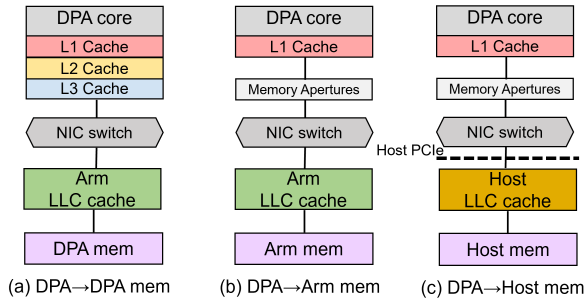 DPA core
L1 Cache
L2 Cache
L3 Cache
NIC switch
Arm
LLC cache
DPA mem
(a) DPA→DPA mem
DPA core
L1 Cache
Memory Apertures
NIC switch
Arm
LLC cache
Arm mem
(b) DPA→Arm mem
DPA core
L1 Cache
Memory Apertures
NIC switch
Host PCIe
Host
LLC cache
Host mem
(c) DPA→Host mem